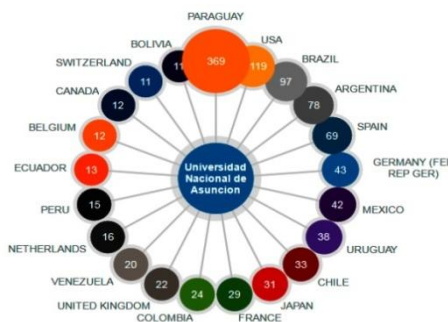 PARAGUAY
369
USA
119
BRAZIL
97
ARGENTINA
78
SPAIN
69
GERMANY (FE
REP GER)
43
MEXICO
42
URUGUAY
38
CHILE
33
JAPAN
31
FRANCE
29
COLOMBIA
24
UNITED KINGDOM
22
VENEZUELA
20
NETHERLANDS
16
PERU
15
ECUADOR
13
BELGIUM
12
CANADA
12
SWITZERLAND
11
BOLIVIA
11
Universidad
Nacional de
Asuncion